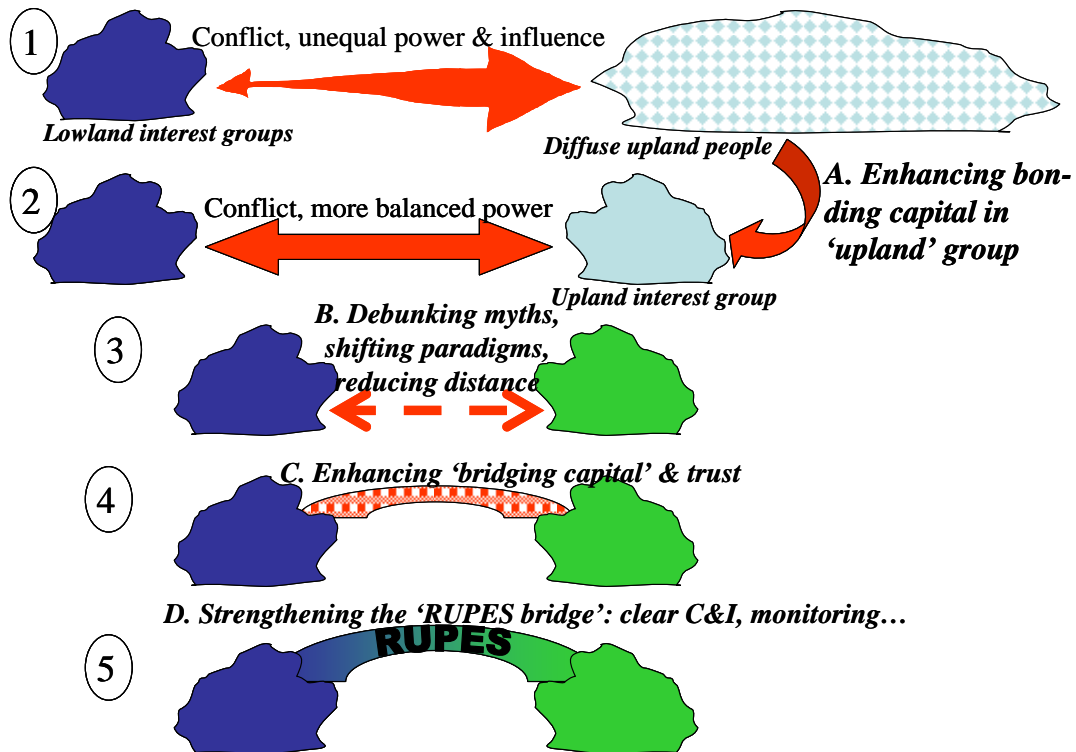 1
Conflict, unequal power & influence
Lowland interest groups
Diffuse upland people
A. Enhancing bon-
ding capital in
‘upland’ group
2
Conflict, more balanced power
Upland interest group
3
B. Debunking myths,
shifting paradigms,
reducing distance
4
C. Enhancing ‘bridging capital’ & trust
D. Strengthening the ‘RUPES bridge’: clear C&I, monitoring…
5
RUPES